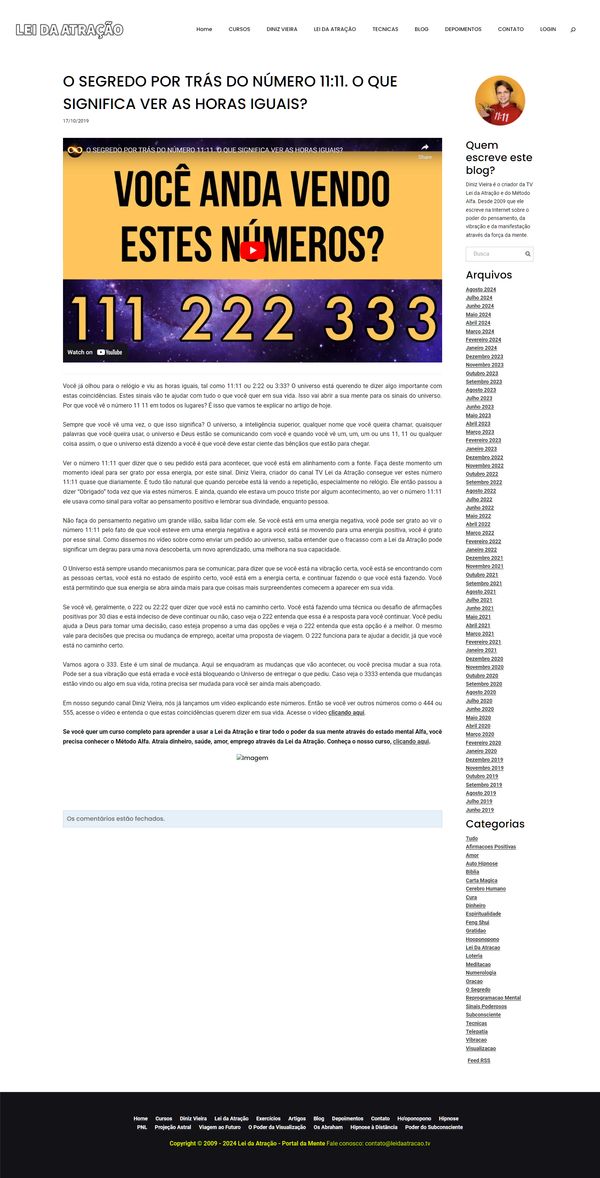 LEI DA ATRAÇÃO
Home CURSOS DINIZ VIEIRA LEI DA ATRAÇÃO TECNICAS BLOG DEPOIMENTOS CONTATO LOGIN
O SEGREDO POR TRÁS DO NÚMERO 11:11. O QUE
SIGNIFICA VER AS HORAS IGUAIS?
17/10/2019
O SEGREDO POR TRÁS DO NÚMERO 11:11. O QUE SIGNIFICA VER AS HORAS IGUAIS?
Share
VOCÊ ANDA VENDO
ESTES NÚMEROS?
111 222 333
Watch on YouTube
Você já olhou para o relógio e viu as horas iguais, tal como 11:11 ou 2:22 ou 3:33? O universo está querendo te dizer algo importante com
estas coincidências. Estes sinais vão te ajudar com tudo o que você quer em sua vida. Isso vai abrir a sua mente para os sinais do universo.
Por que você vê o número 11 11 em todos os lugares? É isso que vamos te explicar no artigo de hoje.
Sempre que você vê uma vez, o que isso significa? O universo, a inteligência superior, qualquer nome que você queira chamar, quaisquer
palavras que você queira usar, o universo e Deus estão se comunicando com você e quando você vê um, um, um ou uns 11, 11 ou qualquer
coisa assim, o que o universo está dizendo a você é que você deve estar ciente das bênçãos que estão para chegar.
Ver o número 11:11 quer dizer que o seu pedido está para acontecer, que você está em alinhamento com a fonte. Faça deste momento um
momento ideal para ser grato por essa energia, por este sinal. Diniz Vieira, criador do canal TV Lei da Atração consegue ver estes número
11:11 quase que diariamente. É tudo tão natural que quando percebe está lá vendo a repetição, especialmente no relógio. Ele então passou a
dizer "Obrigado" toda vez que via estes números. E ainda, quando ele estava um pouco triste por algum acontecimento, ao ver o número 11:11
ele usava como sinal para voltar ao pensamento positivo e lembrar sua divindade, enquanto pessoa.
Não faça do pensamento negativo um grande vilão, saiba lidar com ele. Se você está em uma energia negativa, você pode ser grato ao vir o
número 11:11 pelo fato de que você esteve em uma energia negativa e agora você está se movendo para uma energia positiva, você é grato
por esse sinal. Como dissemos no vídeo sobre como enviar um pedido ao universo, saiba entender que o fracasso com a Lei da Atração pode
significar um degrau para uma nova descoberta, um novo aprendizado, uma melhora na sua capacidade.
O Universo está sempre usando mecanismos para se comunicar, para dizer que se você está na vibração certa, você está se encontrando com
as pessoas certas, você está no estado de espírito certo, você está em a energia certa, e continuar fazendo o que você está fazendo. Você
está permitindo que sua energia se abra ainda mais para que coisas mais surpreendentes comecem a aparecer em sua vida.
Se você vê, geralmente, o 222 ou 22:22 quer dizer que você está no caminho certo. Você está fazendo uma técnica ou desafio de afirmações
positivas por 30 dias e está indeciso de deve continuar ou não, caso veja o 222 entenda que essa é a resposta para você continuar. Você pediu
ajuda a Deus para tomar uma decisão, caso esteja propenso a uma das opções e veja o 222 entenda que esta opção é a melhor. O mesmo
vale para decisões que precisa ou mudança de emprego, aceitar uma proposta de viagem. O 222 funciona para te ajudar a decidir, já que você
está no caminho certo.
Vamos agora o 333. Este é um sinal de mudança. Aqui se enquadram as mudanças que vão acontecer, ou você precisa mudar a sua rota.
Pode ser a sua vibração que está errada e você está bloqueando o Universo de entregar o que pediu. Caso veja o 3333 entenda que mudanças
estão vindo ou algo em sua vida, rotina precisa ser mudada para você ser ainda mais abençoado.
Em nosso segundo canal Diniz Vieira, nós já lançamos um vídeo explicando este números. Então se você ver outros números como o 444 ou
555, acesse o vídeo e entenda o que estas coincidências querem dizer em sua vida. Acesse o vídeo clicando aqui.
Se você quer um curso completo para aprender a usar a Lei da Atração e tirar todo o poder da sua mente através do estado mental Alfa, você
precisa conhecer o Método Alfa. Atraia dinheiro, saúde, amor, emprego através da Lei da Atração. Conheça o nosso curso, clicando aqui.
Imagem
Os comentários estão fechados.
11:11
Quem
escreve este
blog?
Diniz Vieira é o criador da TV
Lei da Atração e do Método
Alfa. Desde 2009 que ele
escreve na Internet sobre o
poder do pensamento, da
vibração e da manifestação
através da força da mente.
Busca
Arquivos
Agosto 2024
Julho 2024
Junho 2024
Maio 2024
Abril 2024
Março 2024
Fevereiro 2024
Janeiro 2024
Dezembro 2023
Novembro 2023
Outubro 2023
Setembro 2023
Agosto 2023
Julho 2023
Junho 2023
Maio 2023
Abril 2023
Março 2023
Fevereiro 2023
Janeiro 2023
Dezembro 2022
Novembro 2022
Outubro 2022
Setembro 2022
Agosto 2022
Julho 2022
Junho 2022
Maio 2022
Abril 2022
Março 2022
Fevereiro 2022
Janeiro 2022
Dezembro 2021
Novembro 2021
Outubro 2021
Setembro 2021
Agosto 2021
Julho 2021
Junho 2021
Maio 2021
Abril 2021
Março 2021
Fevereiro 2021
Janeiro 2021
Dezembro 2020
Novembro 2020
Outubro 2020
Setembro 2020
Agosto 2020
Julho 2020
Junho 2020
Maio 2020
Abril 2020
Março 2020
Fevereiro 2020
Janeiro 2020
Dezembro 2019
Novembro 2019
Outubro 2019
Setembro 2019
Agosto 2019
Julho 2019
Junho 2019
Categorias
Tudo
Afirmacoes Positivas
Amor
Auto Hipnose
Biblia
Carta Magica
Cerebro Humano
Cura
Dinheiro
Espiritualidade
Feng Shui
Gratidao
Hooponopono
Lei Da Atracao
Loteria
Meditacao
Numerologia
Oracao
O Segredo
Reprogramacao Mental
Sinais Poderosos
Subconsciente
Tecnicas
Telepatia
Vibracao
Visualizacao
Feed RSS
Home Cursos Diniz Vieira Lei da Atração Exercícios Artigos Blog Depoimentos Contato Ho'oponopono Hipnose
PNL Projeção Astral Viagem ao Futuro O Poder da Visualização Os Abraham Hipnose à Distância Poder do Subconsciente
Copyright © 2009 - 2024 Lei da Atração - Portal da Mente Fale conosco: contato@leidaatracao.tv